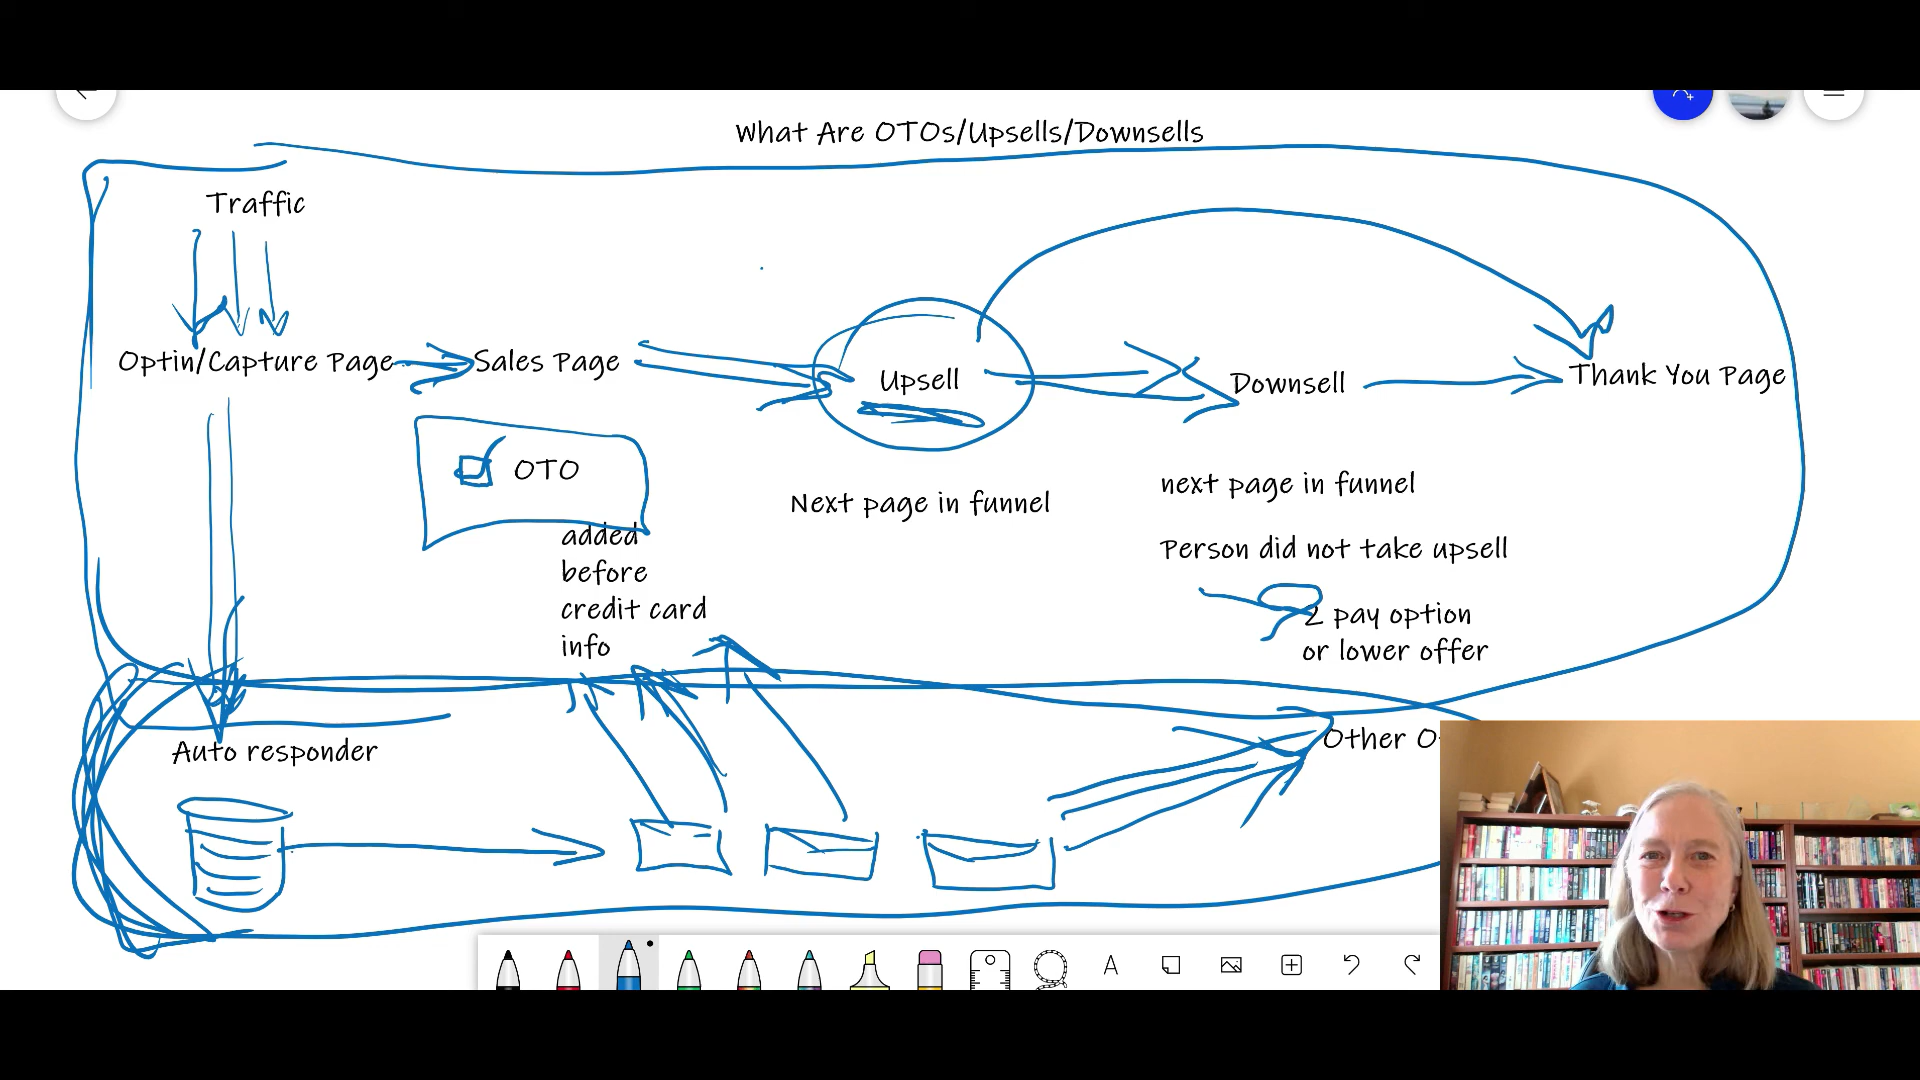 What Are OTOs/Upsells/Downsells
Traffic
Optin/Capture Page
Sales Page
Upsell
Downsell
Thank You Page
OTO
added
before
credit card
info
Next page in funnel
next page in funnel
Person did not take upsell
2 pay option
or lower offer
Auto responder
Other